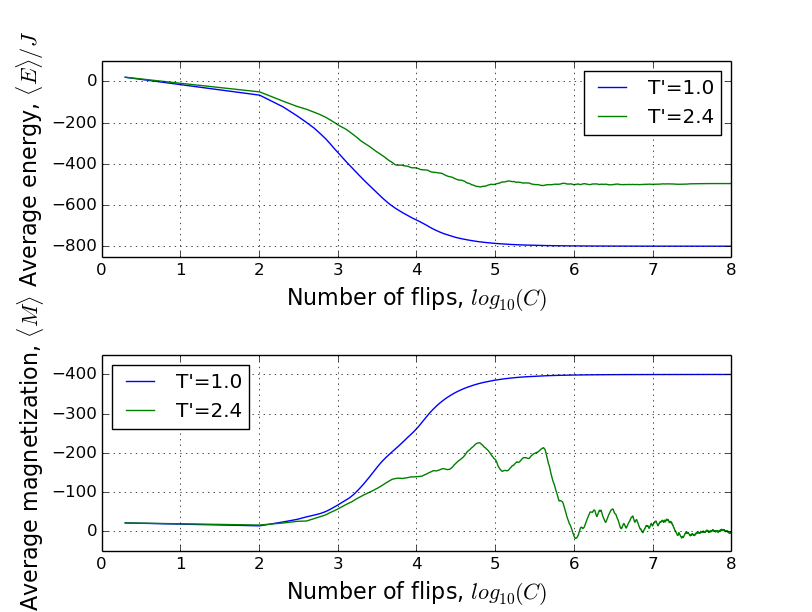 Average energy, ⟨E⟩/J
0
−200
−400
−600
−800
T'=1.0
T'=2.4
0 1 2 3 4 5 6 7 8
Number of flips, log10(C)
Average magnetization, ⟨M⟩
−400
−300
−200
−100
0
T'=1.0
T'=2.4
0 1 2 3 4 5 6 7 8
Number of flips, log10(C)